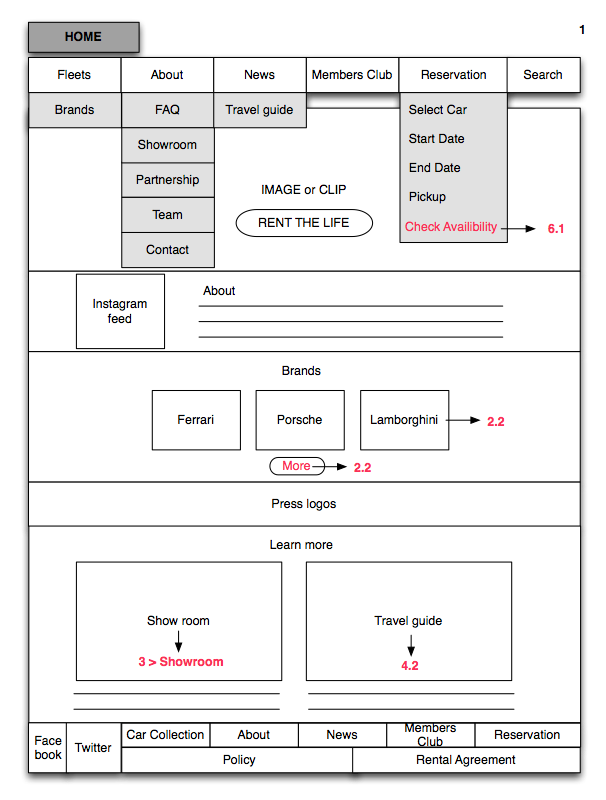 HOME
1
Fleets
About
News
Members Club
Reservation
Search
Brands
FAQ
Travel guide
Select Car
Showroom
Start Date
End Date
Partnership
IMAGE or CLIP
Pickup
Team
RENT THE LIFE
Check Availibility
6.1
Contact
Instagram
feed
About
Brands
Ferrari
Porsche
Lamborghini
2.2
More
2.2
Press logos
Learn more
Show room
3 > Showroom
Travel guide
4.2
Face
book
Twitter
Car Collection
About
News
Members
Club
Reservation
Policy
Rental Agreement